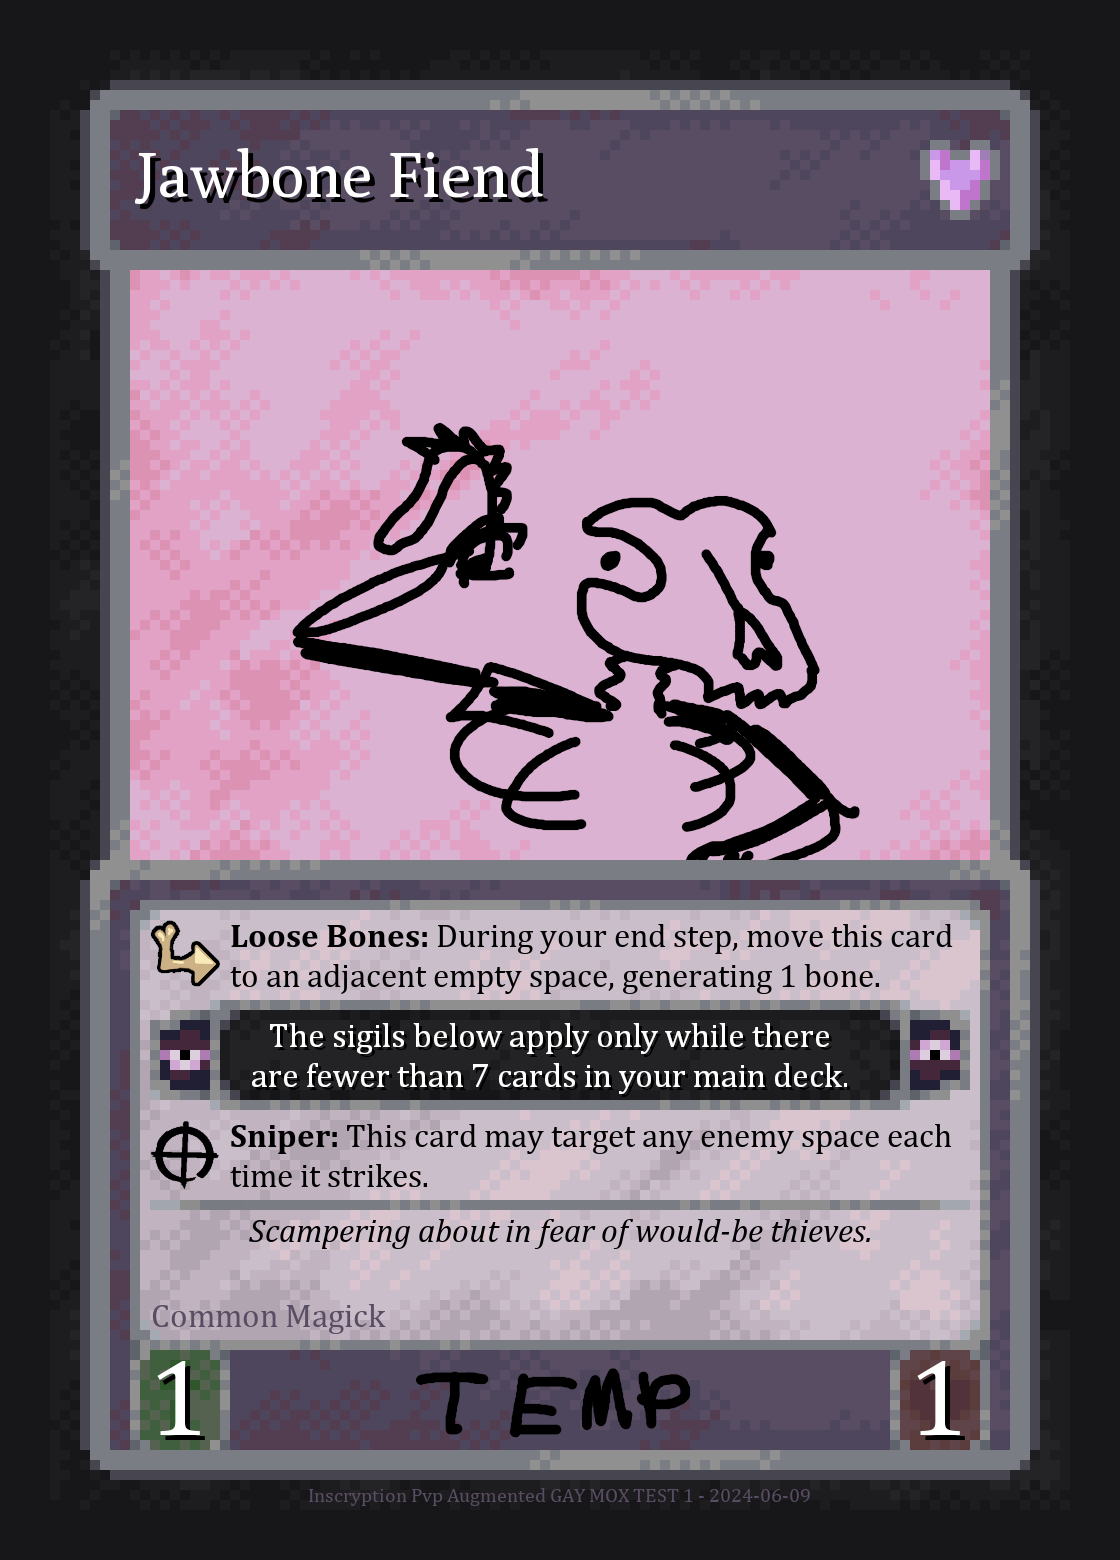 Jawbone Fiend
Loose Bones: During your end step, move this card
to an adjacent empty space, generating 1 bone.
The sigils below apply only while there
are fewer than 7 cards in your main deck.
Sniper: This card may target any enemy space each
time it strikes.
Scampering about in fear of would-be thieves.
Common Magick
1 TEMP 1
Inscryption Pvp Augmented GAY MOX TEST 1 - 2024-06-09